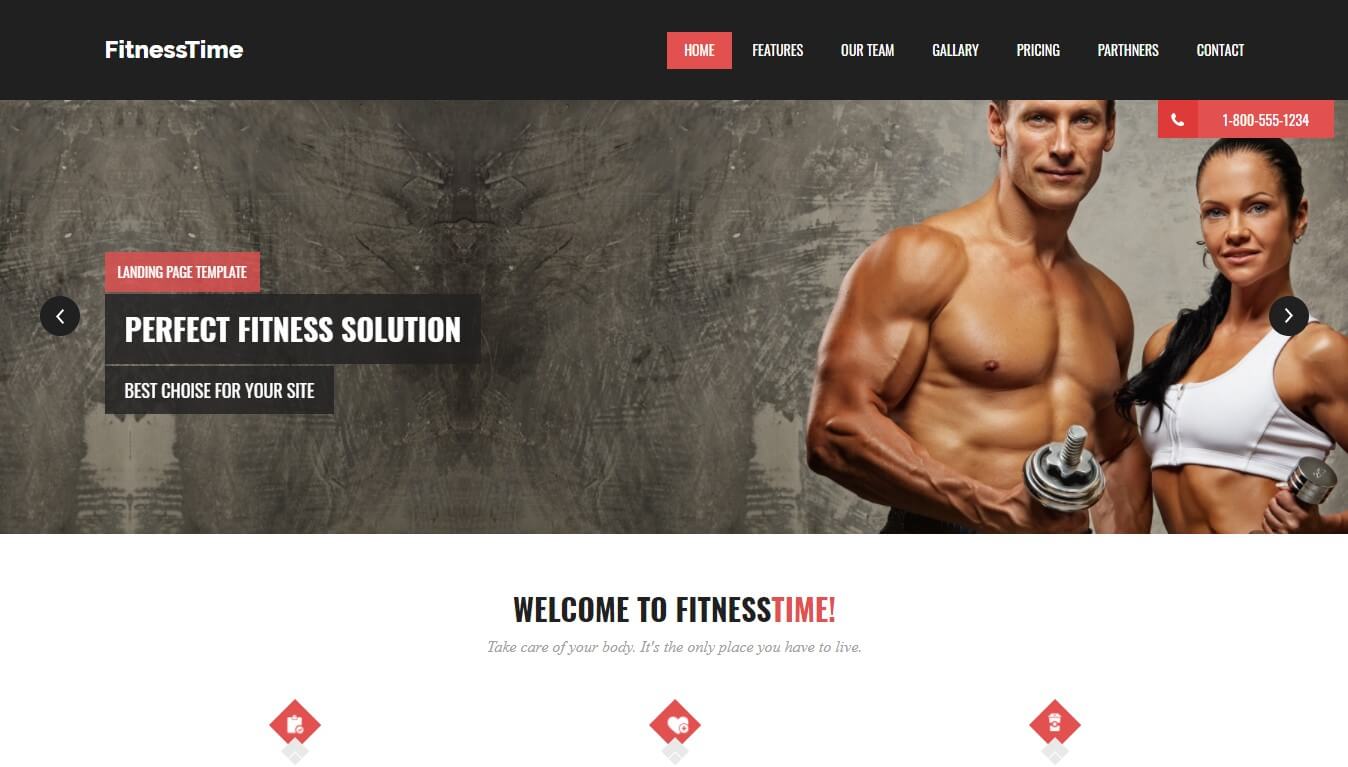 FitnessTime
HOME FEATURES OUR TEAM GALLARY PRICING PARTHNERS CONTACT
1-800-555-1234
LANDING PAGE TEMPLATE
PERFECT FITNESS SOLUTION
BEST CHOISE FOR YOUR SITE
WELCOME TO FITNESSTIME!
Take care of your body. It's the only place you have to live.